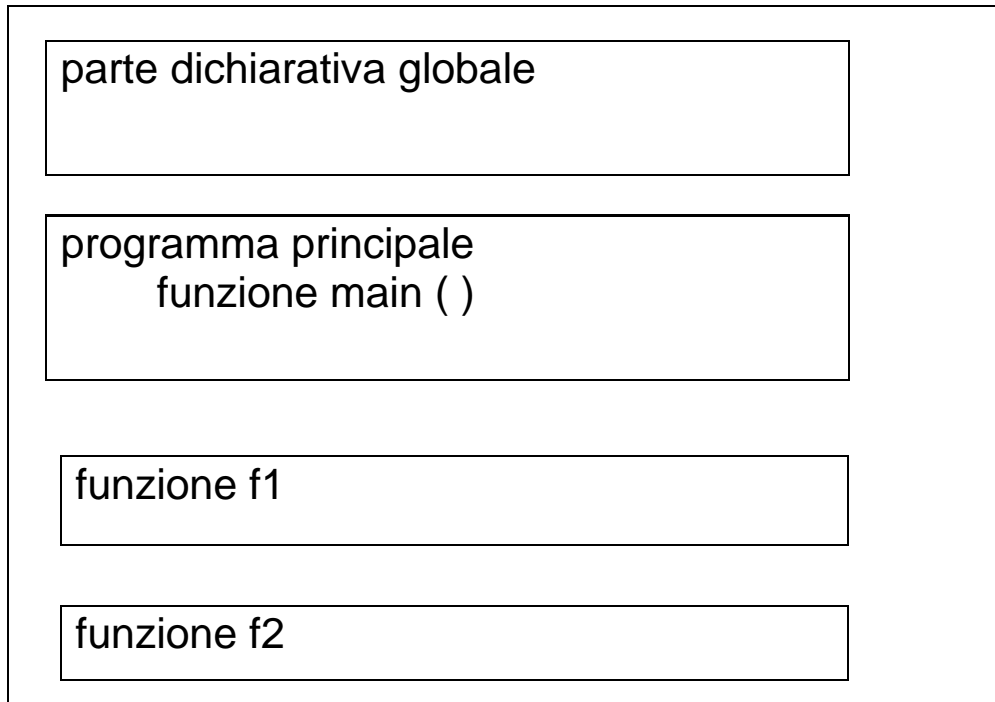 parte dichiarativa globale
programma principale
funzione main ( )
funzione f1
funzione f2